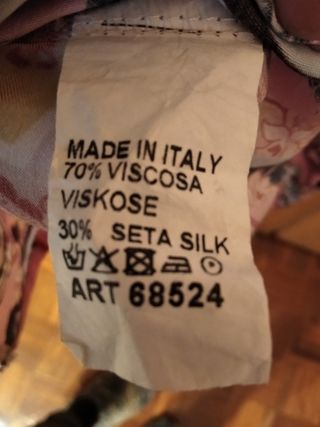 MADE IN ITALY
70% VISCOSA
VISKOSE
30% SETA SILK
ART 68524